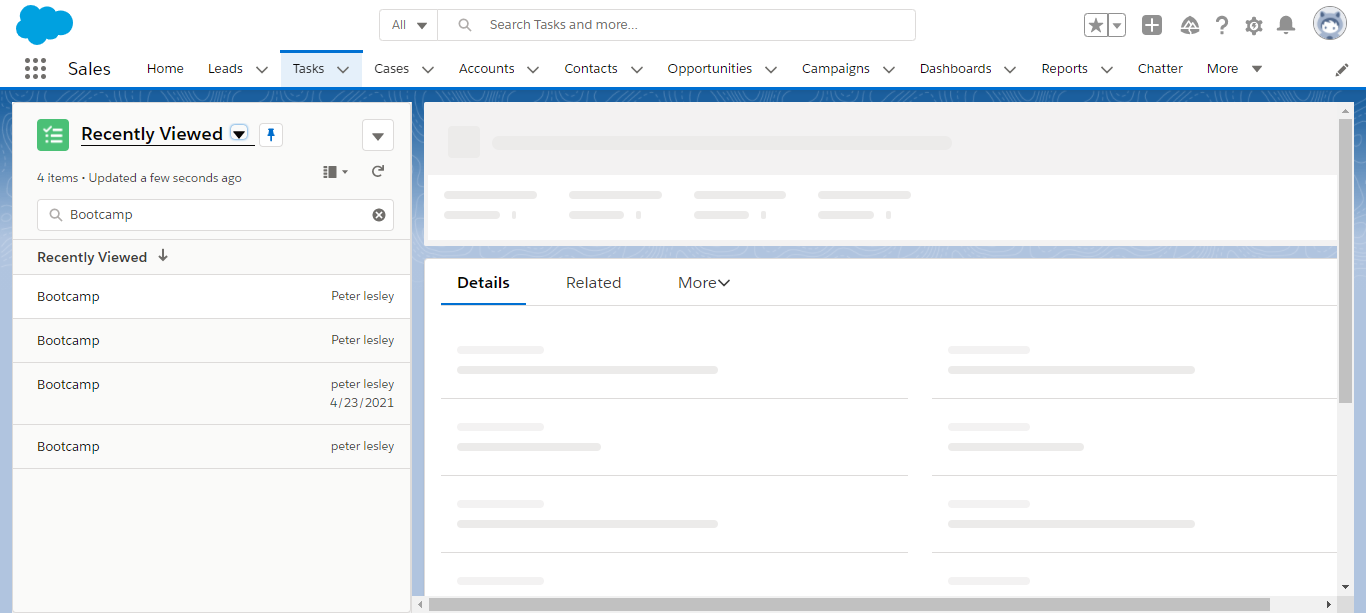 All
Search Tasks and more...
Sales
Home
Leads
Tasks
Cases
Accounts
Contacts
Opportunities
Campaigns
Dashboards
Reports
Chatter
More
Recently Viewed
4 items • Updated a few seconds ago
Bootcamp
Recently Viewed
Bootcamp Peter lesley
Bootcamp Peter lesley
Bootcamp peter lesley
4/23/2021
Bootcamp peter lesley
Details
Related
More